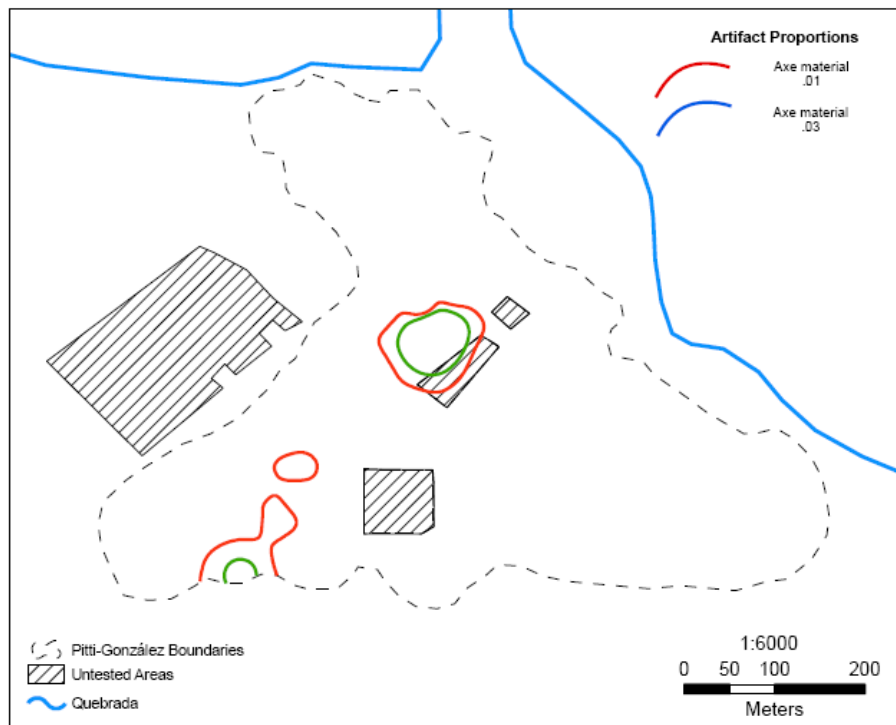 Artifact Proportions
Axe material
.01
Axe material
.03
Pitti-González Boundaries
Untested Areas
Quebrada
1:6000
0 50 100 200
Meters